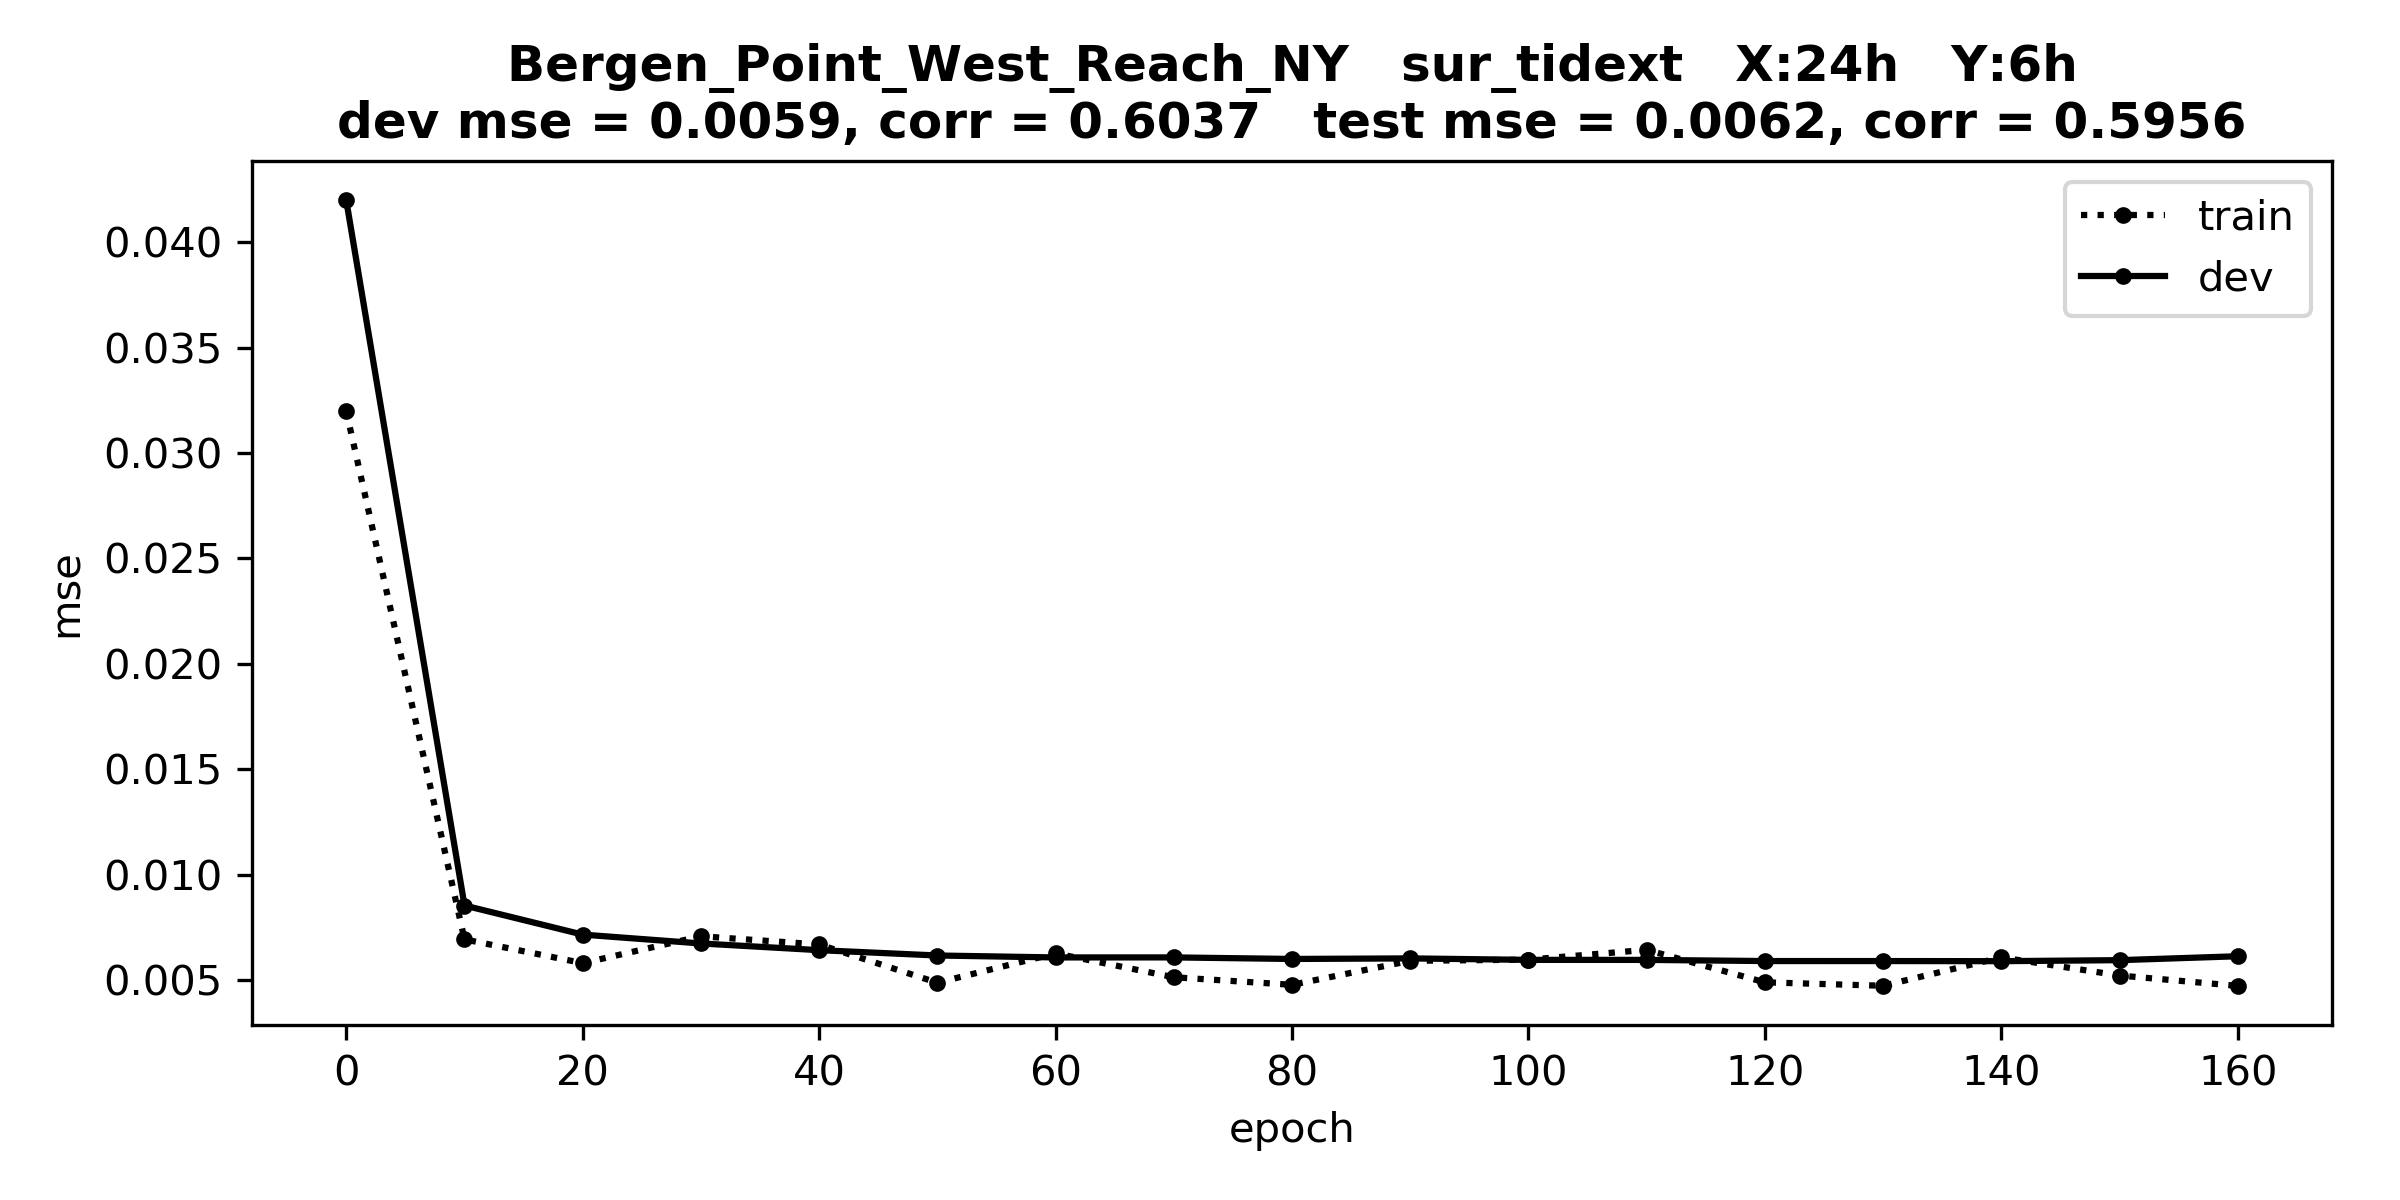 Bergen_Point_West_Reach_NY   sur_tidext   X:24h   Y:6h
dev mse = 0.0059, corr = 0.6037   test mse = 0.0062, corr = 0.5956
train
dev
0.040
0.035
0.030
0.025
0.020
0.015
0.010
0.005
mse
0 20 40 60 80 100 120 140 160
epoch